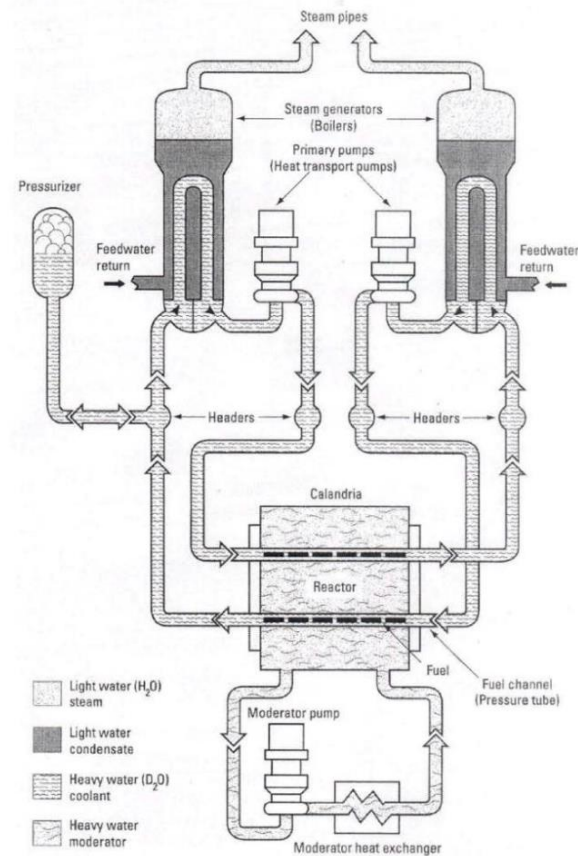 Steam pipes
Steam generators
(Boilers)
Primary pumps
(Heat transport pumps)
Pressurizer
Feedwater
return
Feedwater
return
Headers
Headers
Calandria
Reactor
Fuel
Fuel channel
(Pressure tube)
Moderator pump
Moderator heat exchanger
Light water (H₂O)
steam
Light water
condensate
Heavy water (D₂O)
coolant
Heavy water
moderator